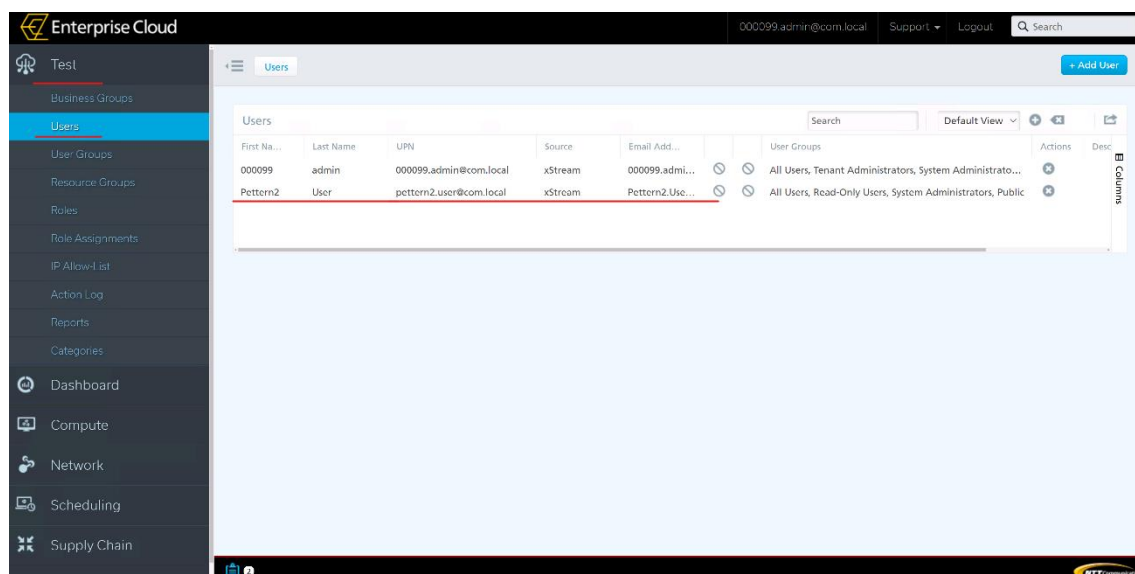 Enterprise Cloud
000099.admin@com.local Support Logout Search
Test
Users
+ Add User
Business Groups
Users
User Groups
Resource Groups
Roles
Role Assignments
IP Allow-List
Action Log
Reports
Categories
Dashboard
Compute
Network
Scheduling
Supply Chain
Users Search Default View
First Na... Last Name UPN Source Email Add... User Groups Actions Desc
000099 admin 000099.admin@com.local xStream 000099.admi... All Users, Tenant Administrators, System Administrato...
Pettern2 User pettern2.user@com.local xStream Pettern2.Use... All Users, Read-Only Users, System Administrators, Public
Columns
2